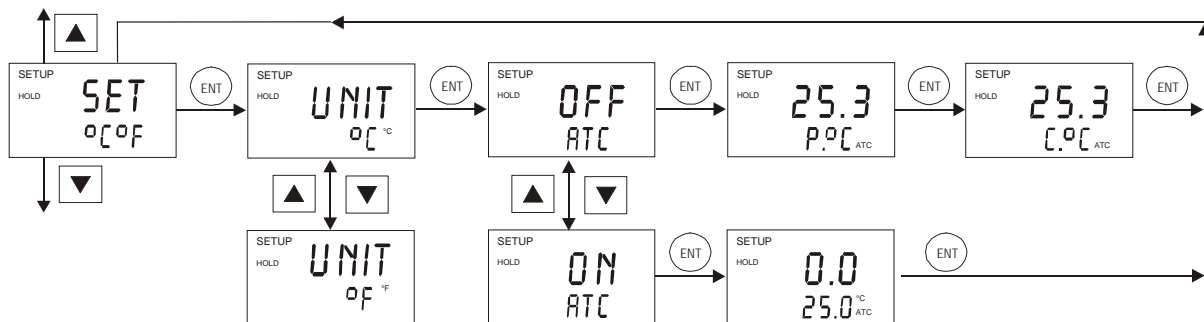 SETUP
HOLD
SET
°C°F
ENT
SETUP
HOLD
UNIT
°C °C
ENT
SETUP
HOLD
OFF
ATC
ENT
SETUP
HOLD
25.3
P.°C ATC
ENT
SETUP
HOLD
25.3
C.°C ATC
ENT
SETUP
HOLD
UNIT
°F °F
SETUP
HOLD
ON
ATC
ENT
SETUP
HOLD
0.0
25.0 °C ATC
ENT